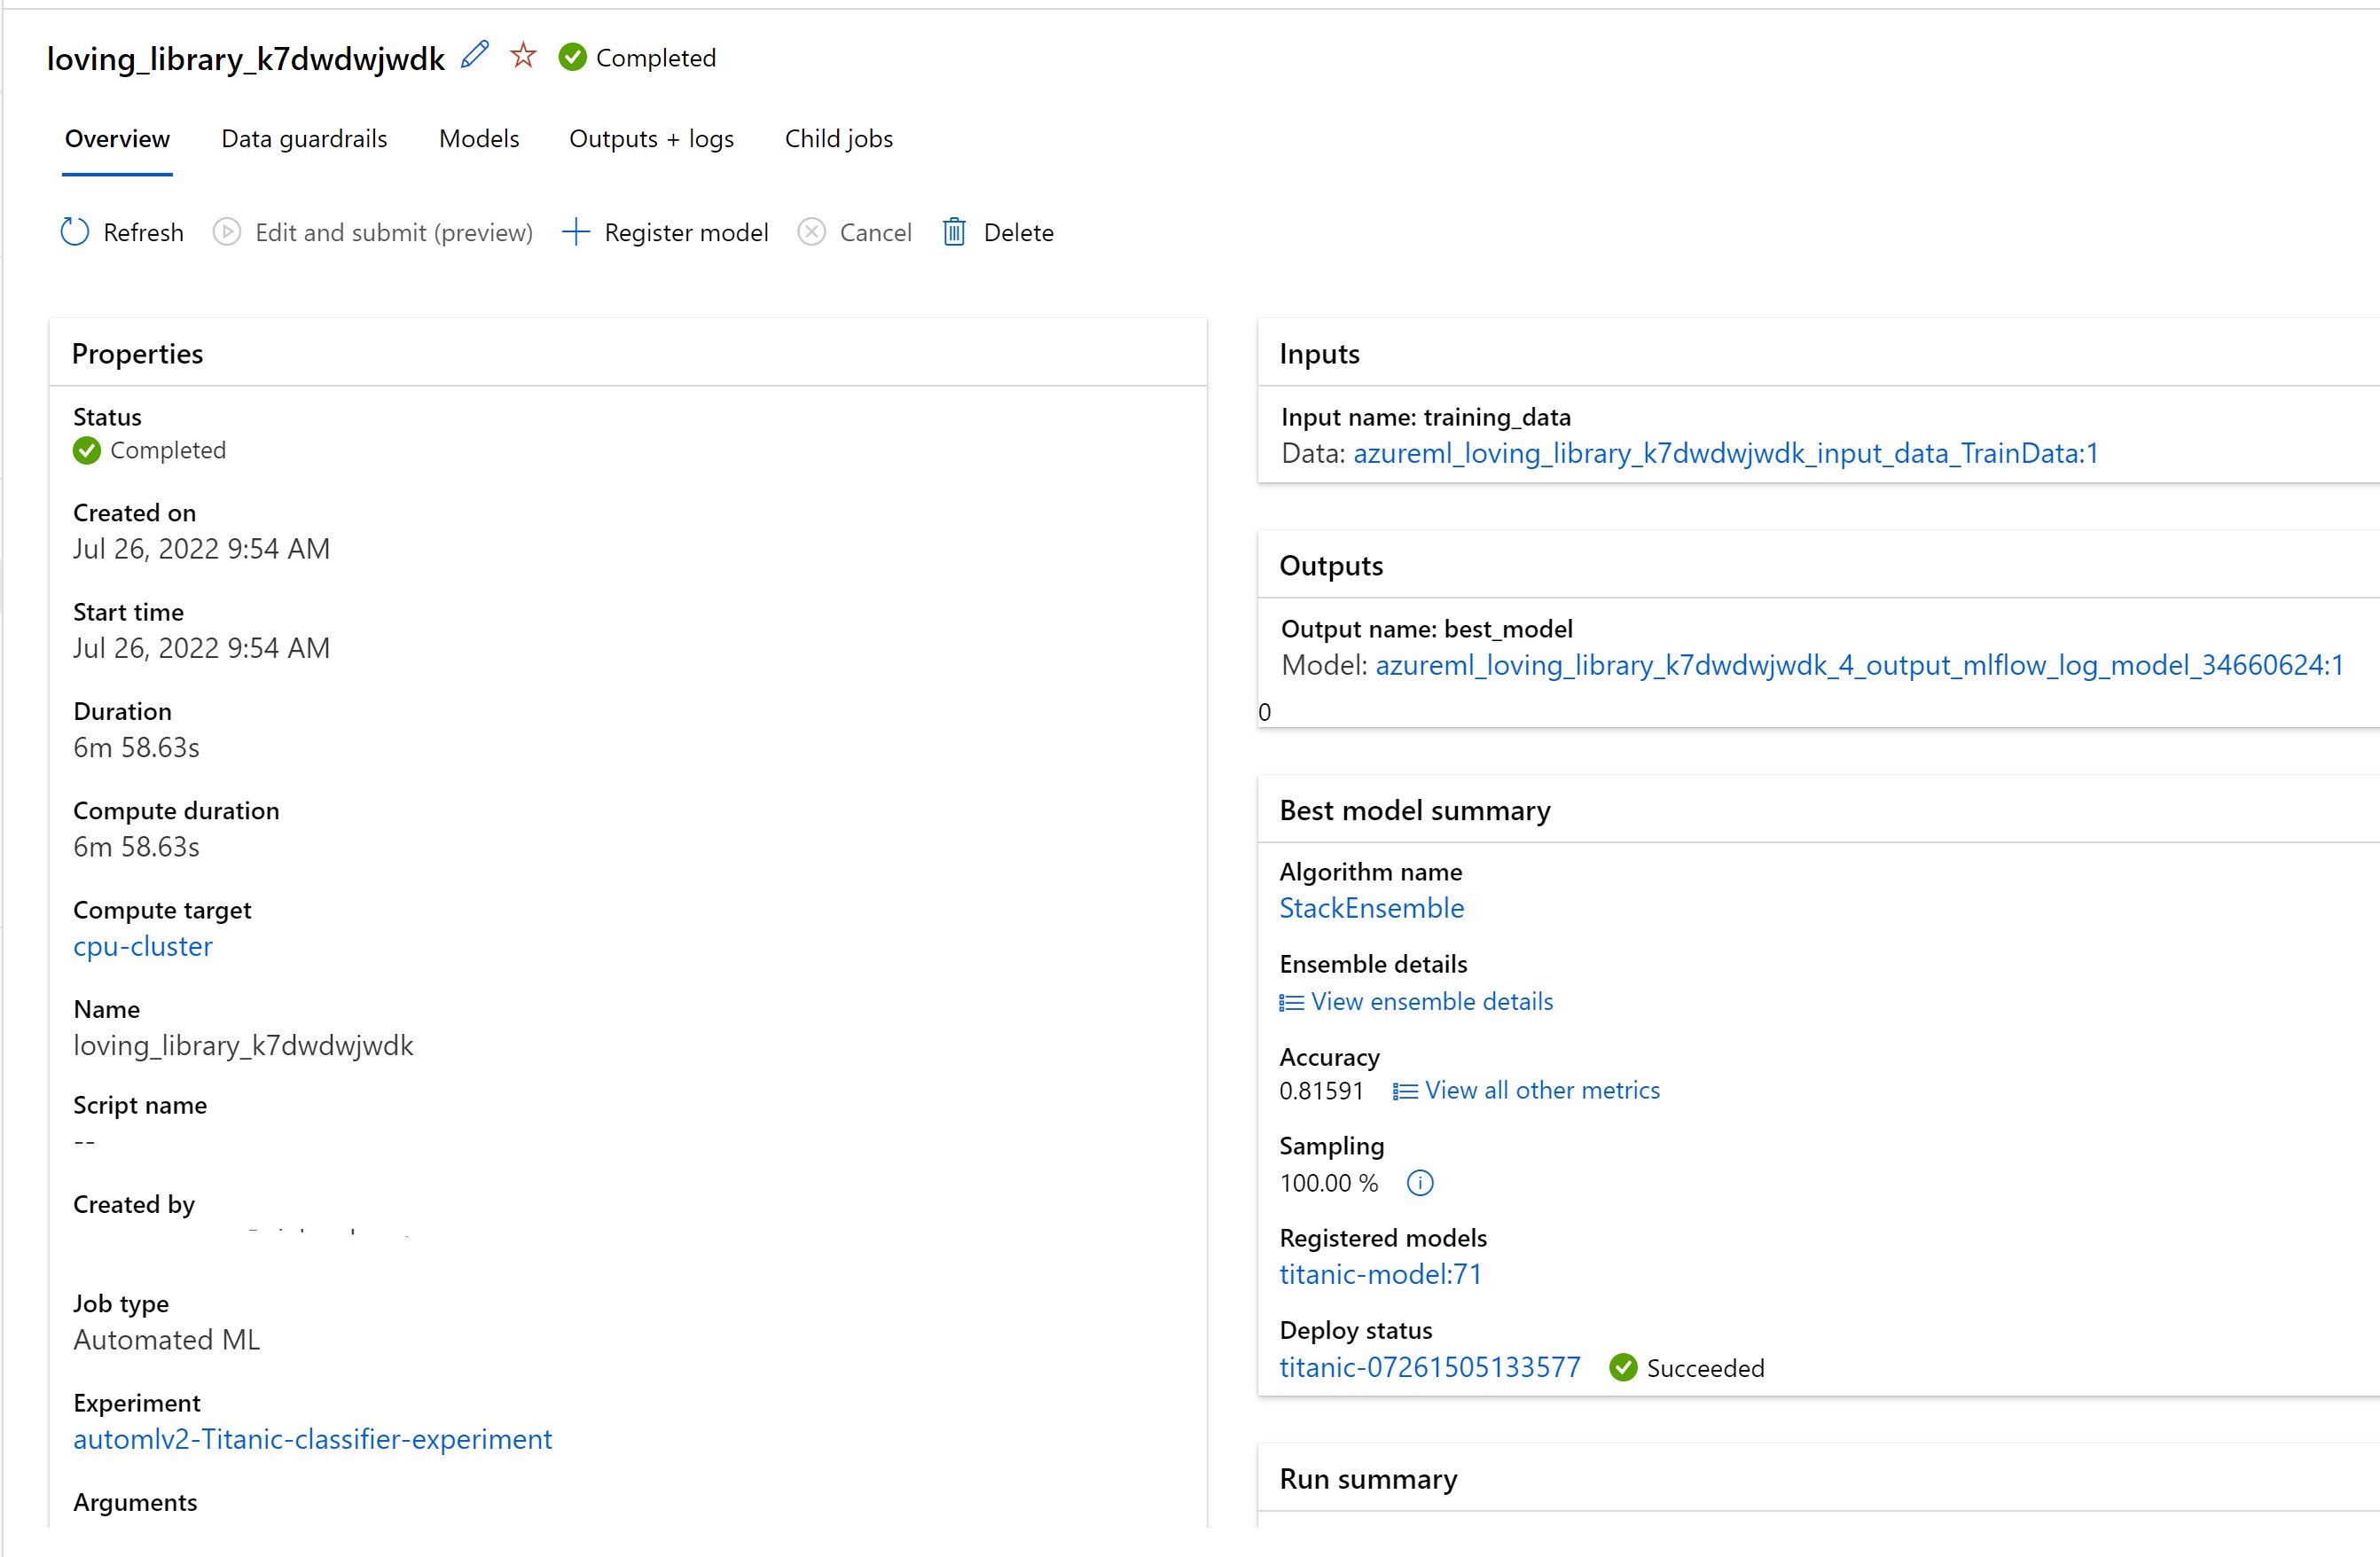 loving_library_k7dwdwjwdk Completed
Overview Data guardrails Models Outputs + logs Child jobs
Refresh Edit and submit (preview) Register model Cancel Delete
Properties
Status
Completed
Created on
Jul 26, 2022 9:54 AM
Start time
Jul 26, 2022 9:54 AM
Duration
6m 58.63s
Compute duration
6m 58.63s
Compute target
cpu-cluster
Name
loving_library_k7dwdwjwdk
Script name
--
Created by
Job type
Automated ML
Experiment
automlv2-Titanic-classifier-experiment
Arguments
Inputs
Input name: training_data
Data: azureml_loving_library_k7dwdwjwdk_input_data_TrainData:1
Outputs
Output name: best_model
Model: azureml_loving_library_k7dwdwjwdk_4_output_mlflow_log_model_34660624:1
0
Best model summary
Algorithm name
StackEnsemble
Ensemble details
View ensemble details
Accuracy
0.81591 View all other metrics
Sampling
100.00 %
Registered models
titanic-model:71
Deploy status
titanic-07261505133577 Succeeded
Run summary